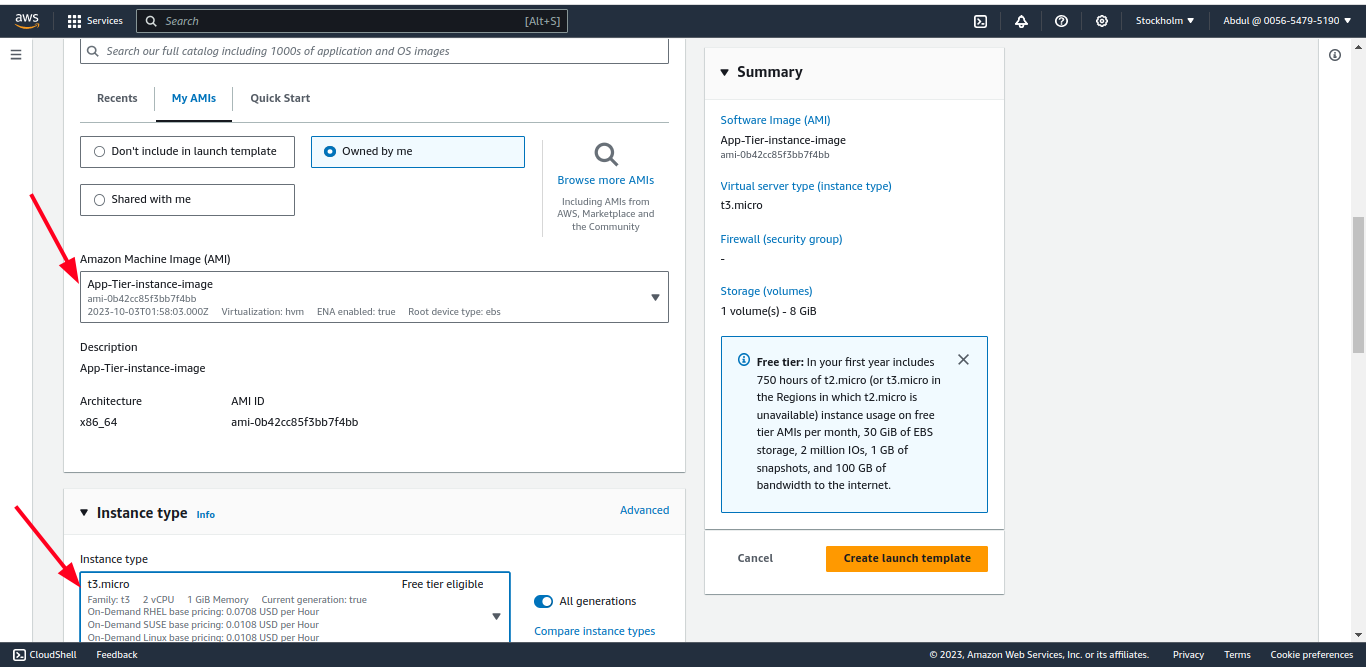 aws
Services
Search
[Alt+S]
Stockholm
Abdul @ 0056-5479-5190
Search our full catalog including 1000s of application and OS images
Recents
My AMIs
Quick Start
Don't include in launch template
Owned by me
Shared with me
Browse more AMIs
Including AMIs from
AWS, Marketplace and
the Community
Amazon Machine Image (AMI)
App-Tier-instance-image
ami-0b42cc85f3bb7f4bb
2023-10-03T01:58:03.000Z Virtualization: hvm ENA enabled: true Root device type: ebs
Description
App-Tier-instance-image
Architecture
AMI ID
x86_64
ami-0b42cc85f3bb7f4bb
Instance type
Info
Advanced
Instance type
t3.micro
Free tier eligible
Family: t3 2 vCPU 1 GiB Memory Current generation: true
On-Demand RHEL base pricing: 0.0708 USD per Hour
On-Demand SUSE base pricing: 0.0108 USD per Hour
On-Demand Linux base pricing: 0.0108 USD per Hour
All generations
Compare instance types
Summary
Software Image (AMI)
App-Tier-instance-image
ami-0b42cc85f3bb7f4bb
Virtual server type (instance type)
t3.micro
Firewall (security group)
-
Storage (volumes)
1 volume(s) - 8 GiB
Free tier: In your first year includes
750 hours of t2.micro (or t3.micro in
the Regions in which t2.micro is
unavailable) instance usage on free
tier AMIs per month, 30 GiB of EBS
storage, 2 million IOs, 1 GB of
snapshots, and 100 GB of
bandwidth to the internet.
Cancel
Create launch template
CloudShell
Feedback
© 2023, Amazon Web Services, Inc. or its affiliates.
Privacy
Terms
Cookie preferences